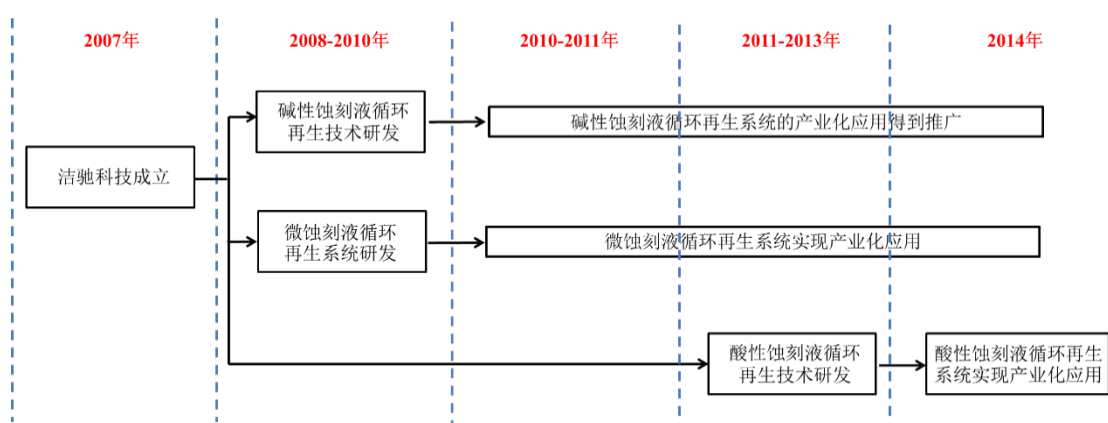 2007年
2008-2010年
2010-2011年
2011-2013年
2014年
碱性蚀刻液循环
再生技术研发
碱性蚀刻液循环再生系统的产业化应用得到推广
洁驰科技成立
微蚀刻液循环
再生系统研发
微蚀刻液循环再生系统实现产业化应用
酸性蚀刻液循环
再生技术研发
酸性蚀刻液循环再生
系统实现产业化应用